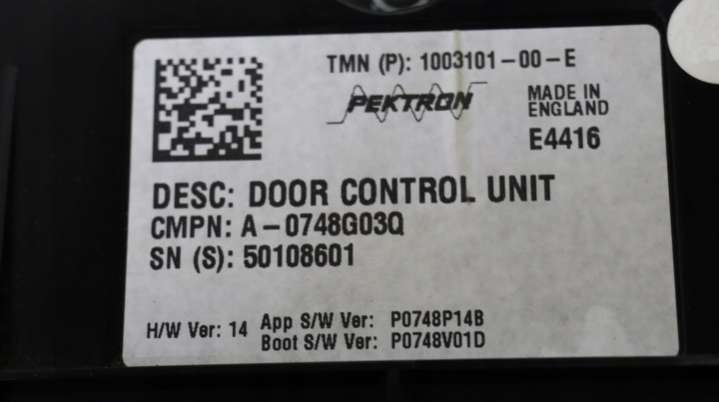 TMN (P): 1003101-00-E
PEKTRON
MADE IN
ENGLAND
E4416
DESC: DOOR CONTROL UNIT
CMPN: A-0748G03Q
SN (S): 50108601
H/W Ver: 14
App S/W Ver: P0748P14B
Boot S/W Ver: P0748V01D